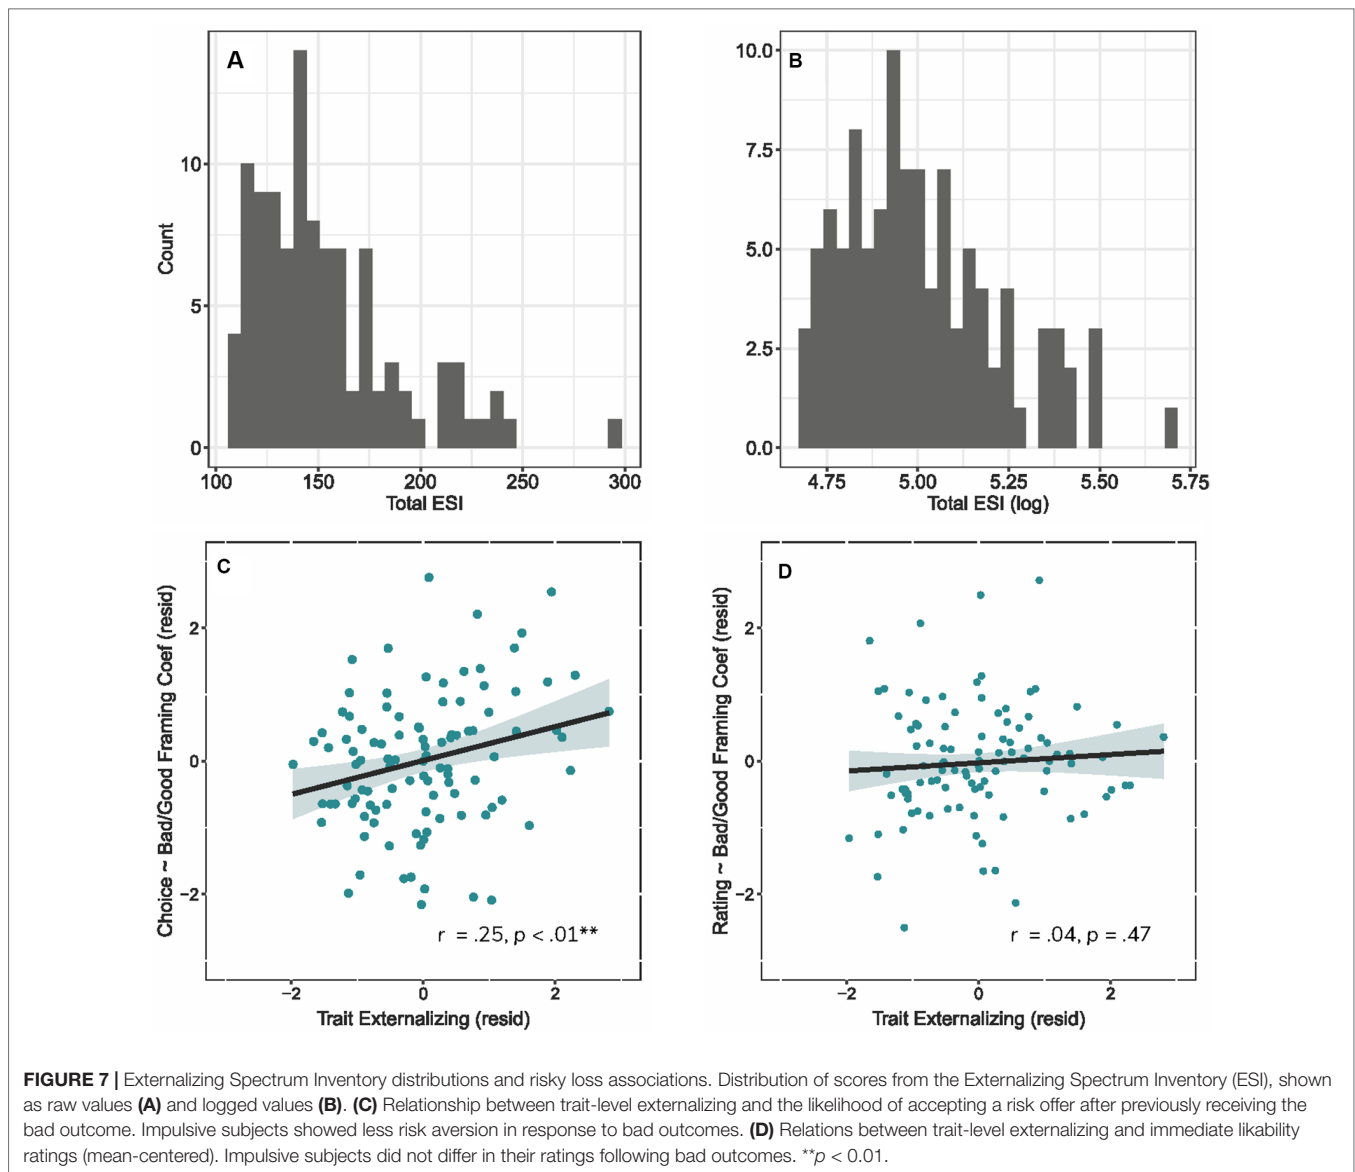 A
10
5
0
Count
100 150 200 250 300
Total ESI
B
10.0
7.5
5.0
2.5
0.0
4.75 5.00 5.25 5.50 5.75
Total ESI (log)
C
2
0
−2
Choice ~ Bad/Good Framing Coef (resid)
r = .25, p < .01**
−2 0 2
Trait Externalizing (resid)
D
2
0
−2
Rating ~ Bad/Good Framing Coef (resid)
r = .04, p = .47
−2 0 2
Trait Externalizing (resid)
FIGURE 7 | Externalizing Spectrum Inventory distributions and risky loss associations. Distribution of scores from the Externalizing Spectrum Inventory (ESI), shown
as raw values (A) and logged values (B). (C) Relationship between trait-level externalizing and the likelihood of accepting a risk offer after previously receiving the
bad outcome. Impulsive subjects showed less risk aversion in response to bad outcomes. (D) Relations between trait-level externalizing and immediate likability
ratings (mean-centered). Impulsive subjects did not differ in their ratings following bad outcomes. **p < 0.01.